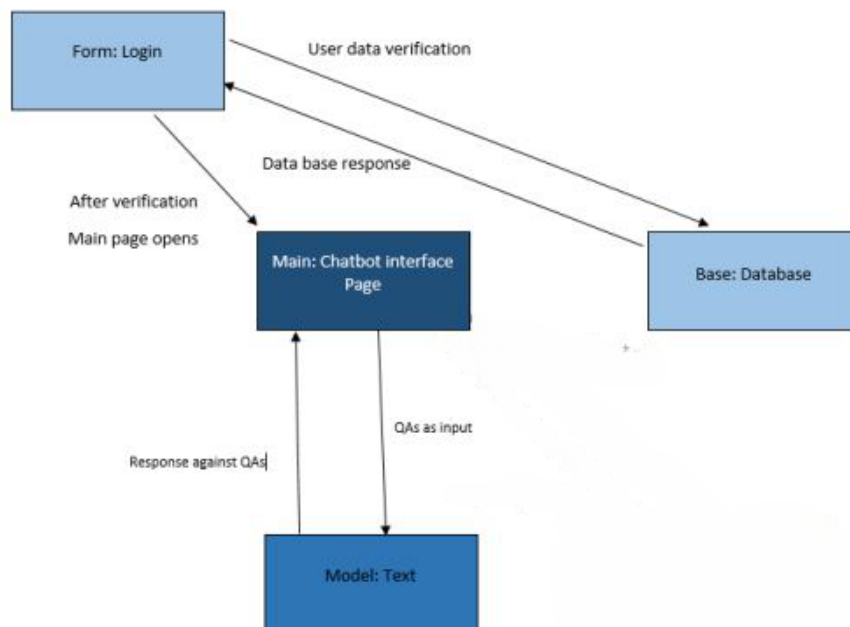 Form: Login
User data verification
Data base response
After verification
Main page opens
Main: Chatbot interface
Page
Base: Database
QAs as input
Response against QAs
Model: Text